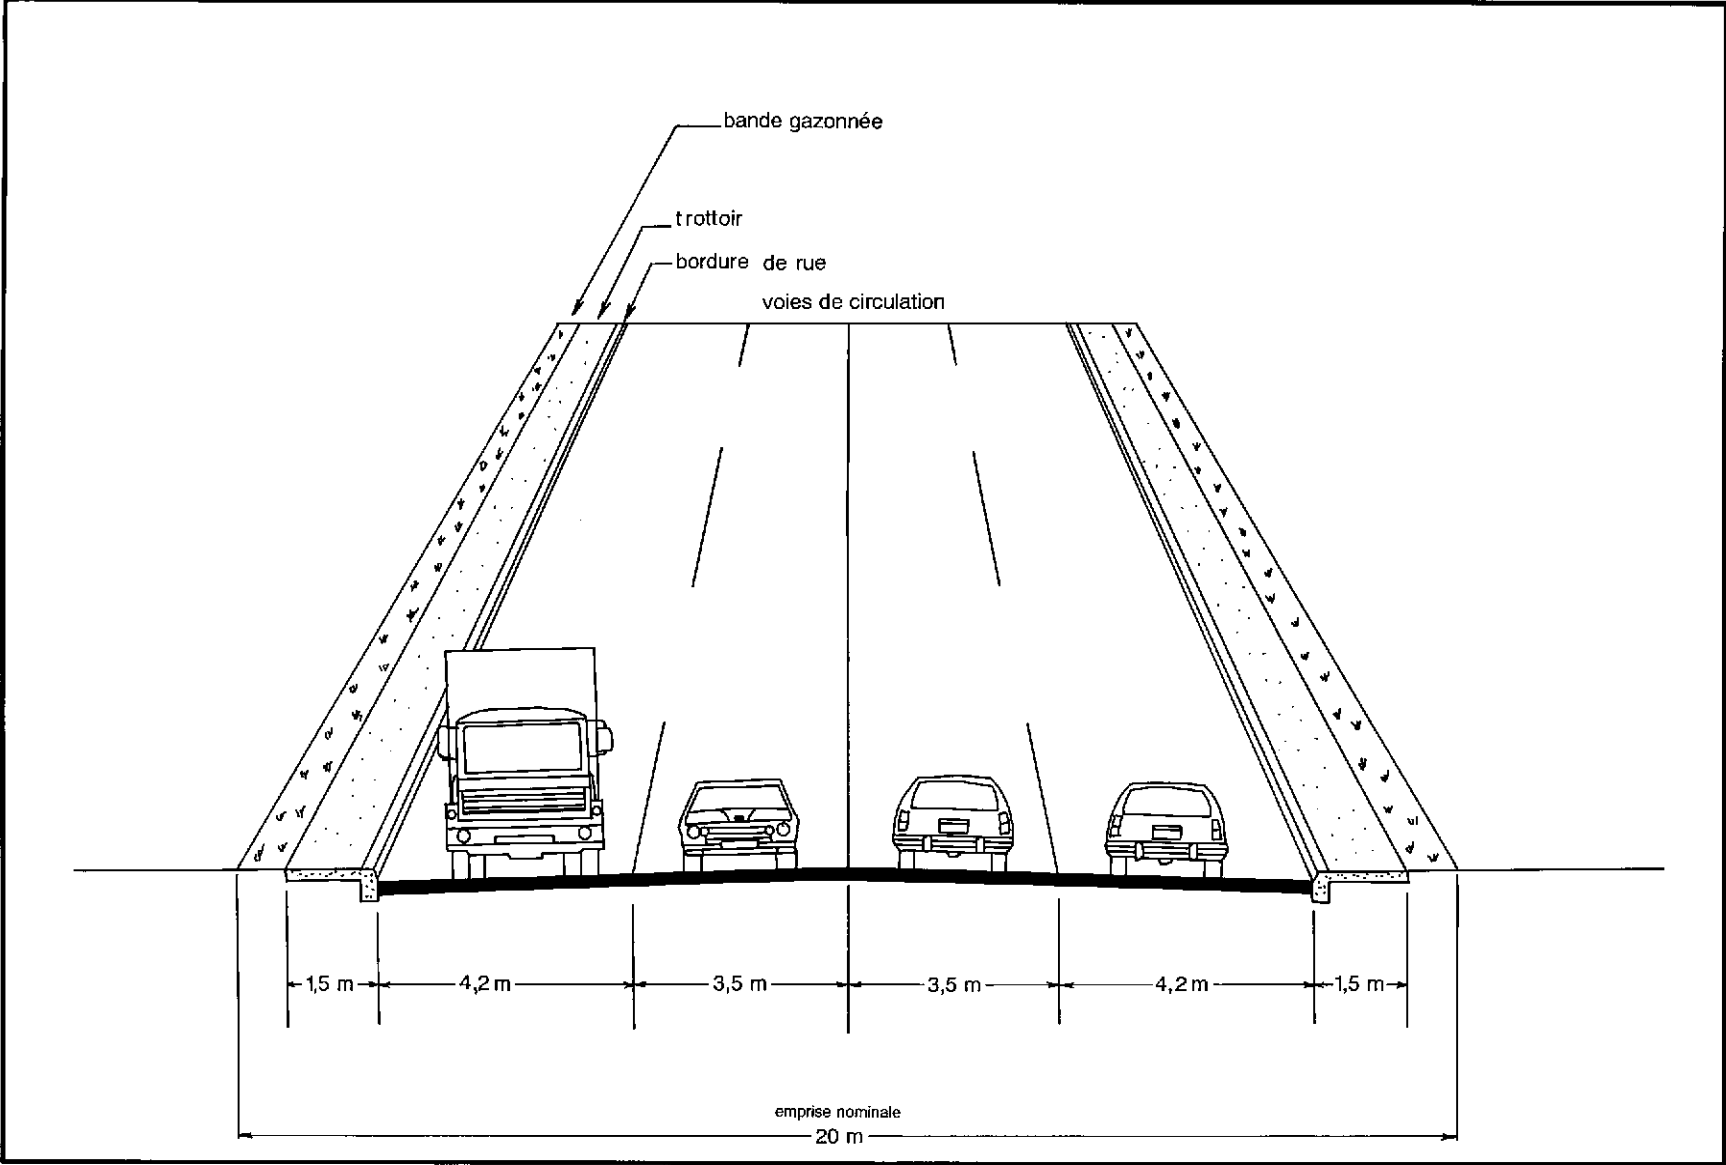 bande gazonnée
trottoir
bordure de rue
voies de circulation
1,5 m 4,2 m 3,5 m 3,5 m 4,2 m 1,5 m
emprise nominale
20 m